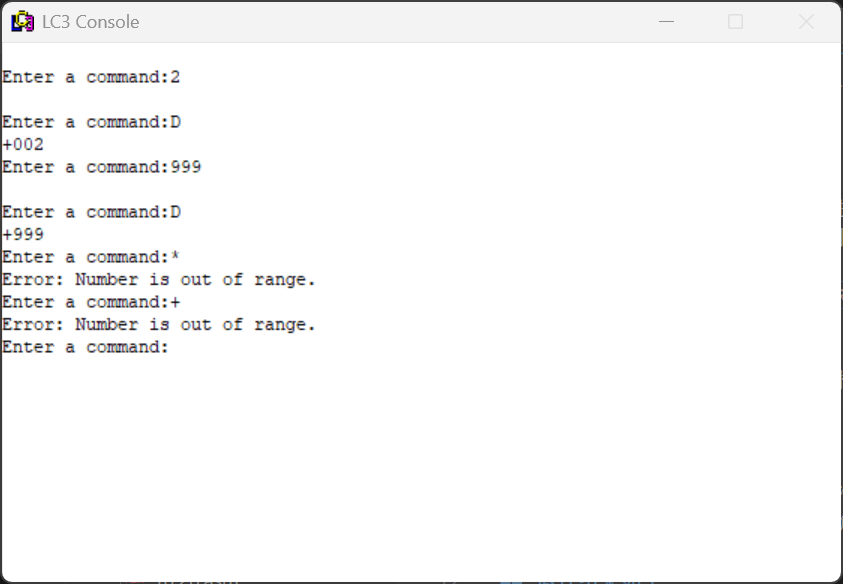 LC3 Console
Enter a command:2
Enter a command:D
+002
Enter a command:999
Enter a command:D
+999
Enter a command:*
Error: Number is out of range.
Enter a command:+
Error: Number is out of range.
Enter a command: